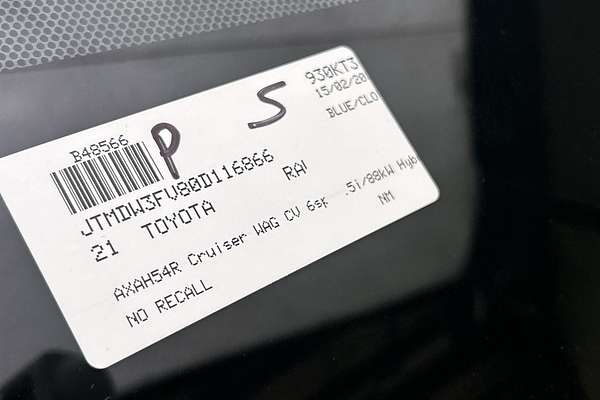 B48566
P S
930KT3
15/02/20
BLUE/CLO
JTMDW3FV80D116866
21 TOYOTA RAV
AXAH54R Cruiser WAG CV 6sp .5i/88kW Hyb
NO RECALL NM